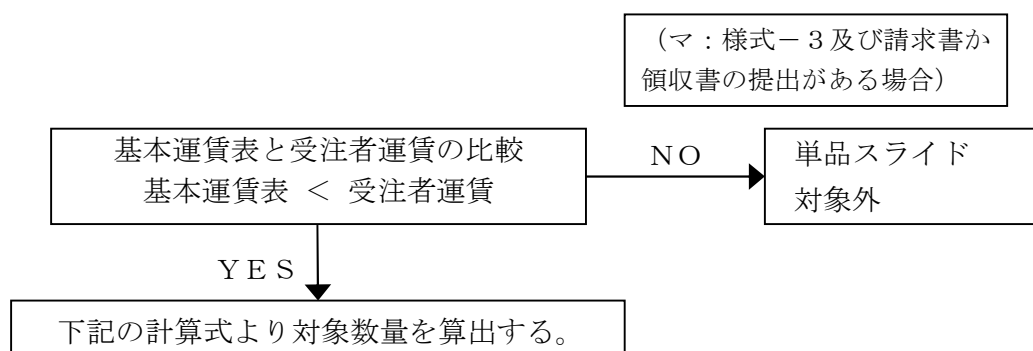 （マ：様式－３及び請求書か
領収書の提出がある場合）
基本運賃表と受注者運賃の比較
基本運賃表 ＜ 受注者運賃
ＮＯ
単品スライド
対象外
ＹＥＳ
下記の計算式より対象数量を算出する。